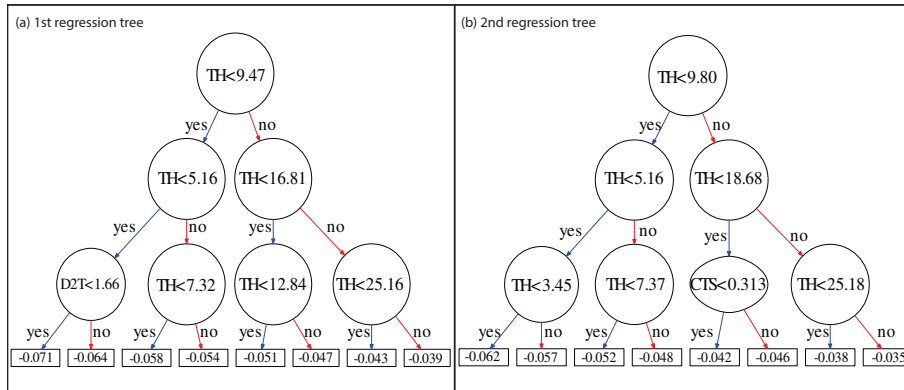 (a) 1st regression tree
TH<9.47
yes no
TH<5.16 TH<16.81
yes no yes no
D2T<1.66 TH<7.32 TH<12.84 TH<25.16
yes no yes no yes no yes no
-0.071 -0.064 -0.058 -0.054 -0.051 -0.047 -0.043 -0.039
(b) 2nd regression tree
TH<9.80
yes no
TH<5.16 TH<18.68
yes no yes no
TH<3.45 TH<7.37 CTS<0.313 TH<25.18
yes no yes no yes no yes no
-0.062 -0.057 -0.052 -0.048 -0.042 -0.046 -0.038 -0.035